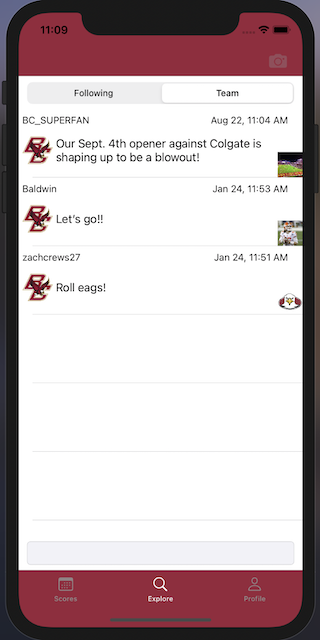 11:09
Following Team
BC_SUPERFAN Aug 22, 11:04 AM
Our Sept. 4th opener against Colgate is
shaping up to be a blowout!
Baldwin Jan 24, 11:53 AM
Let's go!!
zachcrews27 Jan 24, 11:51 AM
Roll eags!
Scores Explore Profile